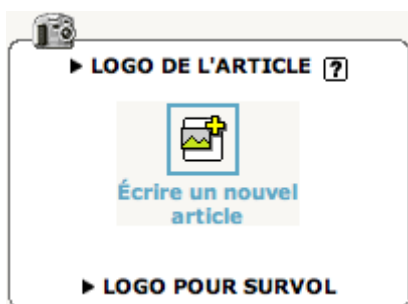 LOGO DE L'ARTICLE ?
Écrire un nouvel
article
LOGO POUR SURVOL